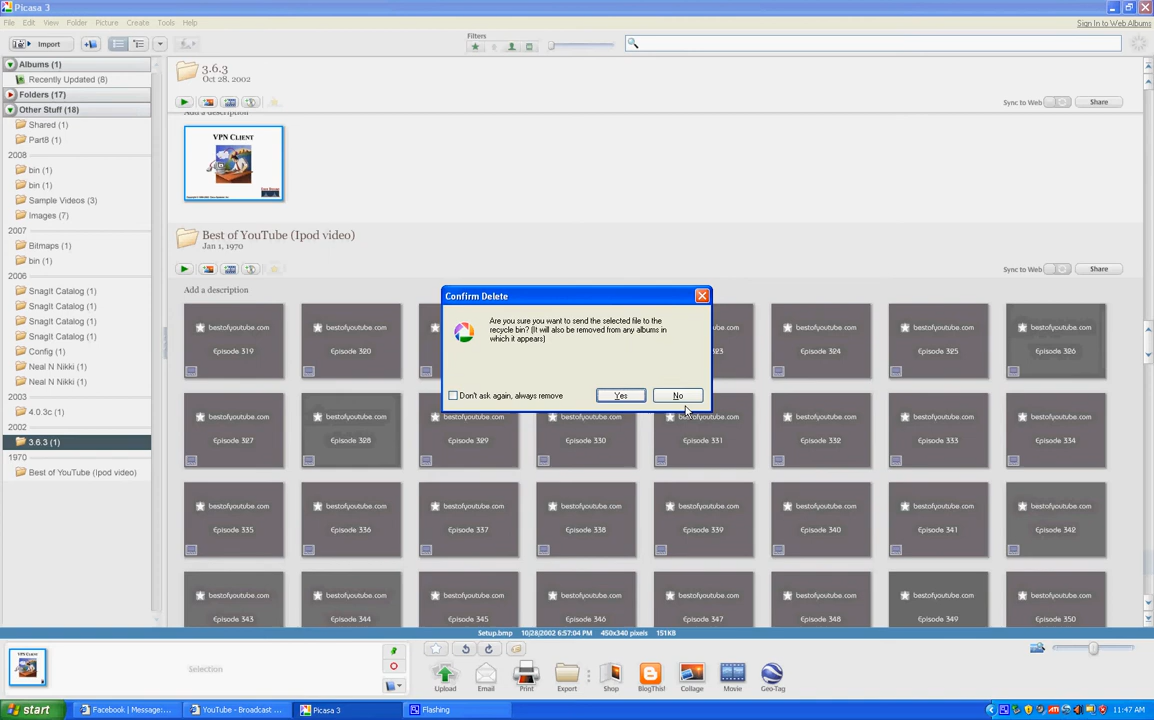 Picasa 3
File Edit View Folder Picture Create Tools Help
Sign In to Web Albums
Import
Filters
Albums (1)
Recently Updated (8)
Folders (17)
Other Stuff (18)
Shared (1)
Part8 (1)
2008
bin (1)
bin (1)
Sample Videos (3)
Images (7)
2007
Bitmaps (1)
bin (1)
2006
SnagIt Catalog (1)
SnagIt Catalog (1)
SnagIt Catalog (1)
SnagIt Catalog (1)
Config (1)
Neal N Nikki (1)
Neal N Nikki (1)
2003
4.0.3c (1)
2002
3.6.3 (1)
1970
Best of YouTube (Ipod video)
3.6.3
Oct 28, 2002
Sync to Web Share
Add a description
VPN CLIENT
Best of YouTube (Ipod video)
Jan 1, 1970
Sync to Web Share
Add a description
Confirm Delete
Are you sure you want to send the selected file to the
recycle bin? (It will also be removed from any albums in
which it appears)
Don't ask again, always remove Yes No
bestofyoutube.com bestofyoutube.com .com bestofyoutube.com bestofyoutube.com bestofyoutube.com
Episode 319 Episode 320 323 Episode 324 Episode 325 Episode 326
bestofyoutube.com bestofyoutube.com bestofyoutube.com bestofyoutube.com bestofyoutube.com bestofyoutube.com bestofyoutube.com bestofyoutube.com
Episode 327 Episode 328 Episode 329 Episode 330 Episode 331 Episode 332 Episode 333 Episode 334
bestofyoutube.com bestofyoutube.com bestofyoutube.com bestofyoutube.com bestofyoutube.com bestofyoutube.com bestofyoutube.com bestofyoutube.com
Episode 335 Episode 336 Episode 337 Episode 338 Episode 339 Episode 340 Episode 341 Episode 342
bestofyoutube.com bestofyoutube.com bestofyoutube.com bestofyoutube.com bestofyoutube.com bestofyoutube.com bestofyoutube.com bestofyoutube.com
Episode 343 Episode 344 Episode 345 Episode 346 Episode 347 Episode 348 Episode 349 Episode 350
Setup.bmp 10/28/2002 6:57:04 PM 450x340 pixels 151KB
VPN CLIENT
Selection
Upload Email Print Export Shop BlogThis! Collage Movie Geo-Tag
start Facebook | Message:... YouTube - Broadcast ... Picasa 3 Flashing 11:47 AM